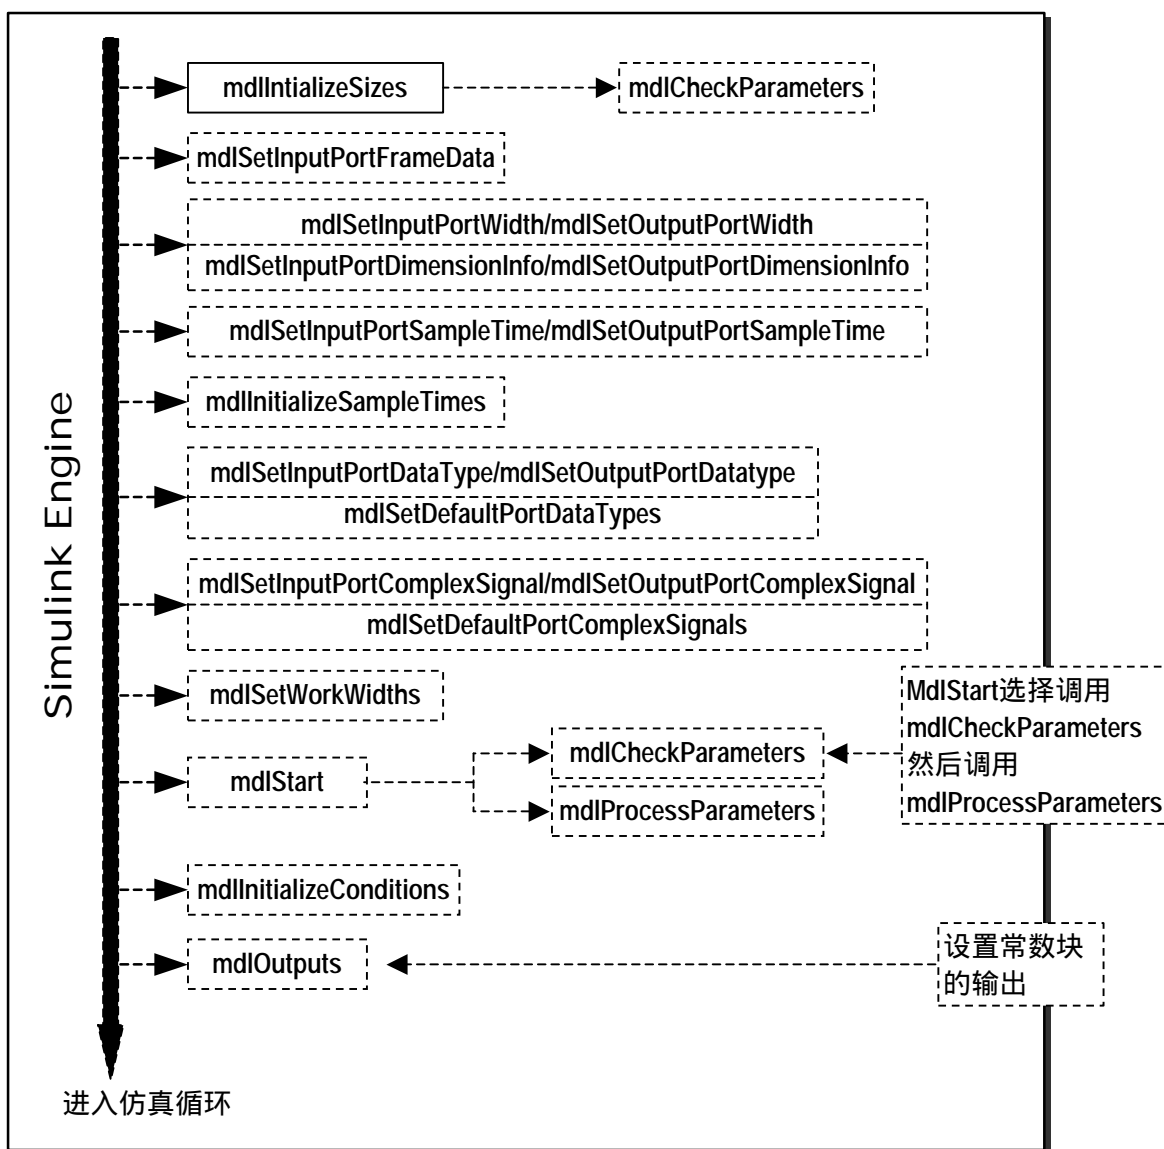 mdlIntializeSizes
mdlCheckParameters
mdlSetInputPortFrameData
mdlSetInputPortWidth/mdlSetOutputPortWidth
mdlSetInputPortDimensionInfo/mdlSetOutputPortDimensionInfo
mdlSetInputPortSampleTime/mdlSetOutputPortSampleTime
mdlInitializeSampleTimes
mdlSetInputPortDataType/mdlSetOutputPortDatatype
mdlSetDefaultPortDataTypes
mdlSetInputPortComplexSignal/mdlSetOutputPortComplexSignal
mdlSetDefaultPortComplexSignals
Simulink Engine
mdlSetWorkWidths
MdlStart选择调用
mdlCheckParameters
然后调用
mdlProcessParameters
mdlStart
mdlCheckParameters
mdlProcessParameters
mdlInitializeConditions
mdlOutputs
设置常数块
的输出
进入仿真循环